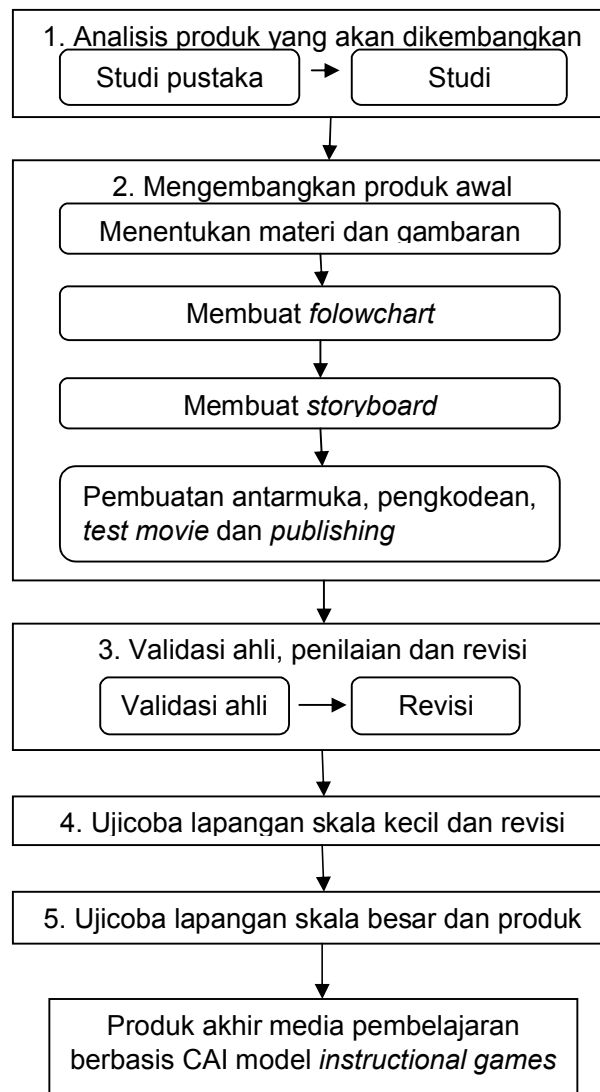 1. Analisis produk yang akan dikembangkan
Studi pustaka
Studi
2. Mengembangkan produk awal
Menentukan materi dan gambaran
Membuat folowchart
Membuat storyboard
Pembuatan antarmuka, pengkodean,
test movie dan publishing
3. Validasi ahli, penilaian dan revisi
Validasi ahli
Revisi
4. Ujicoba lapangan skala kecil dan revisi
5. Ujicoba lapangan skala besar dan produk
Produk akhir media pembelajaran
berbasis CAI model instructional games